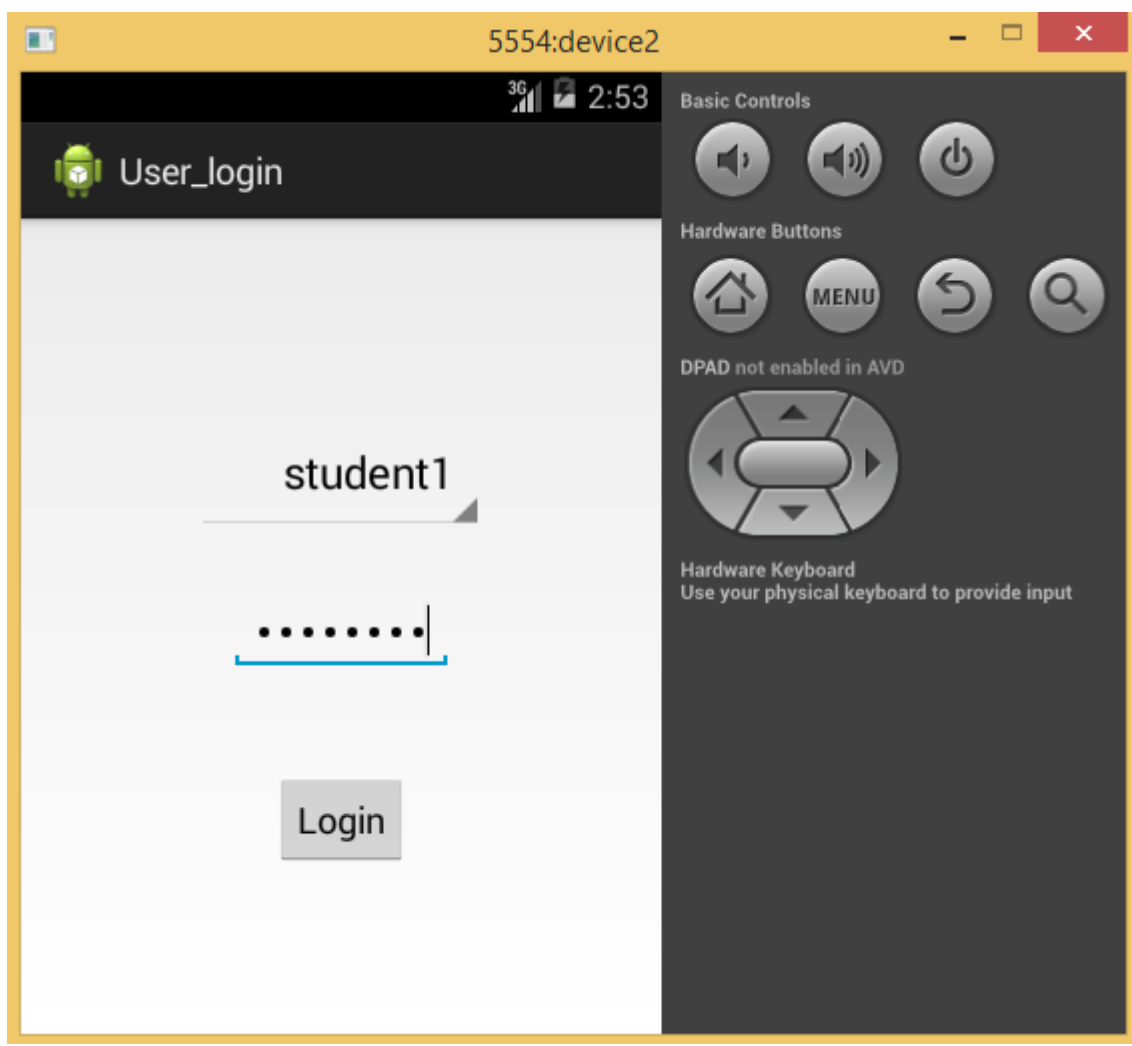 5554:device2
3G 2:53
User_login
student1
••••••••
Login
Basic Controls
Hardware Buttons
MENU
DPAD not enabled in AVD
Hardware Keyboard
Use your physical keyboard to provide input